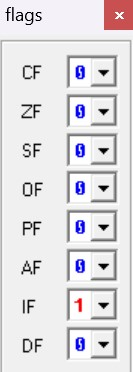 flags x
CF 0
ZF 0
SF 0
OF 0
PF 0
AF 0
IF 1
DF 0